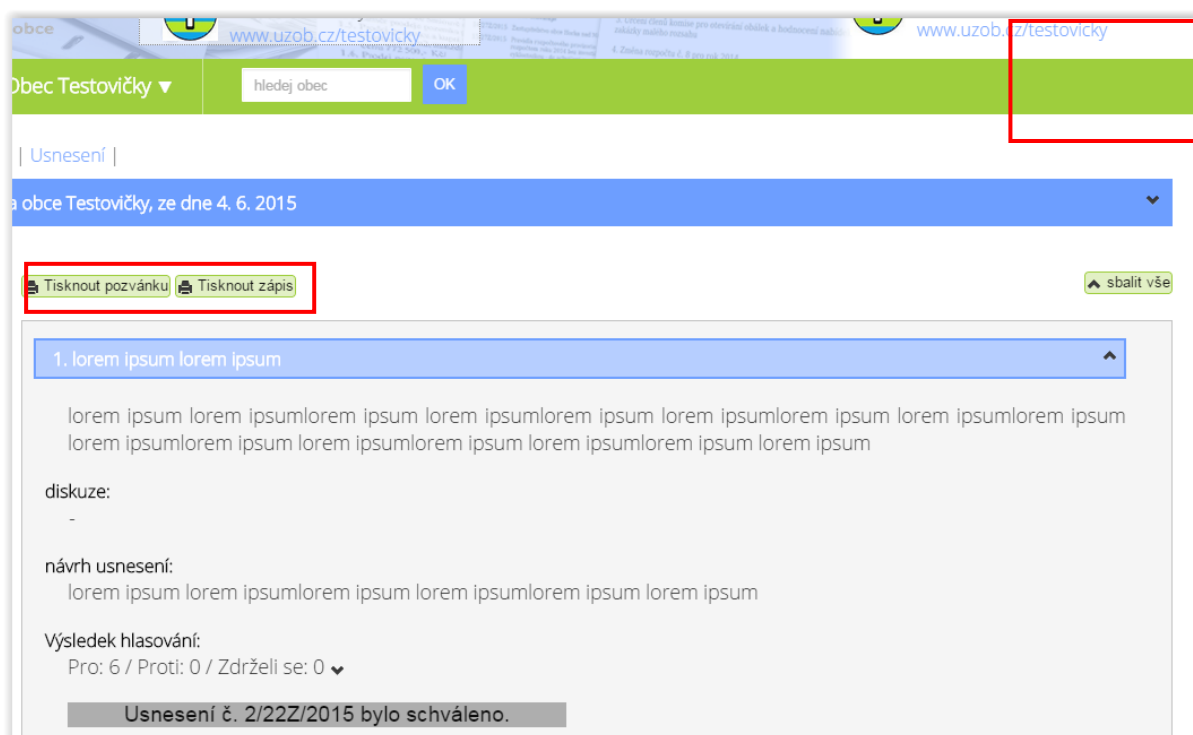 obce
www.uzob.cz/testovicky
www.uzob.cz/testovicky
Obec Testovičky ▼ hledej obec OK
| Usnesení |
a obce Testovičky, ze dne 4. 6. 2015
Tisknout pozvánku Tisknout zápis sbalit vše
1. lorem ipsum lorem ipsum
lorem ipsum lorem ipsumlorem ipsum lorem ipsumlorem ipsum lorem ipsumlorem ipsum lorem ipsumlorem ipsum
lorem ipsumlorem ipsum lorem ipsumlorem ipsum lorem ipsumlorem ipsum lorem ipsum
diskuze:
-
návrh usnesení:
lorem ipsum lorem ipsumlorem ipsum lorem ipsumlorem ipsum lorem ipsum
Výsledek hlasování:
Pro: 6 / Proti: 0 / Zdrželi se: 0
Usnesení č. 2/22Z/2015 bylo schváleno.